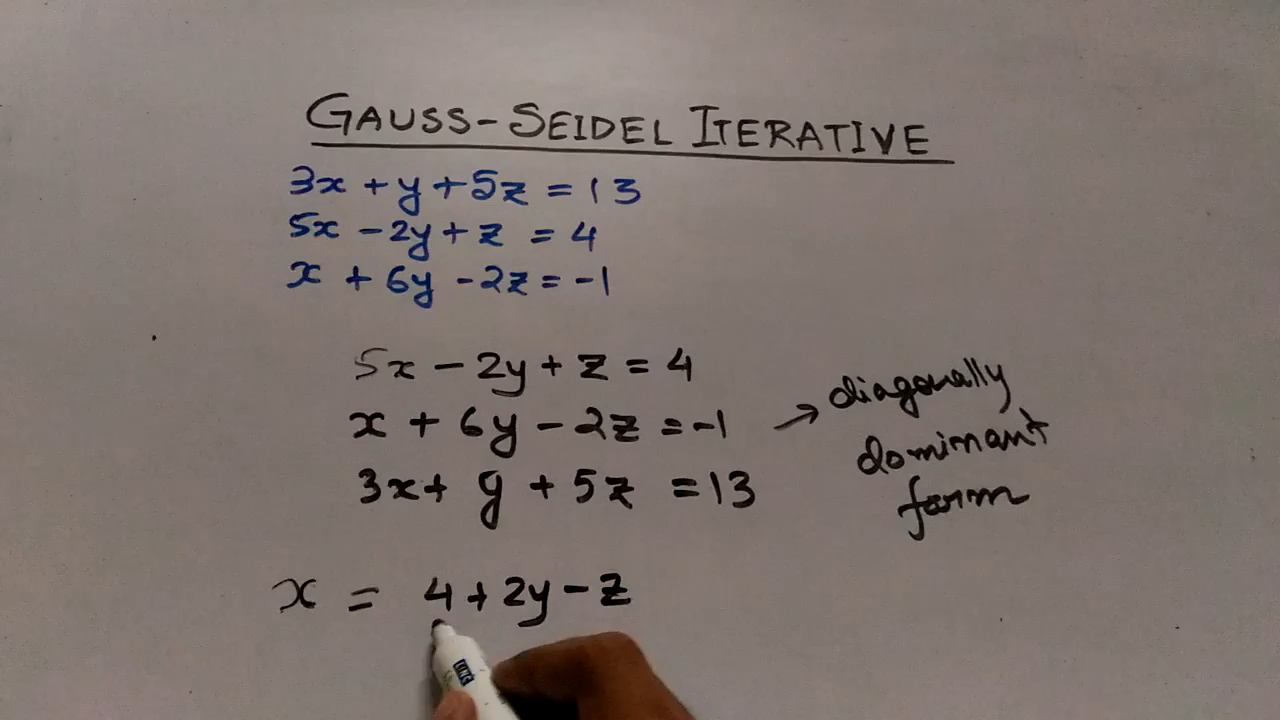 GAUSS-SEIDEL ITERATIVE
3x + y + 5z = 13
5x - 2y + z = 4
x + 6y - 2z = -1
5x - 2y + z = 4
x + 6y - 2z = -1
3x + y + 5z = 13
→ diagonally
dominant
form
x = 4 + 2y - z